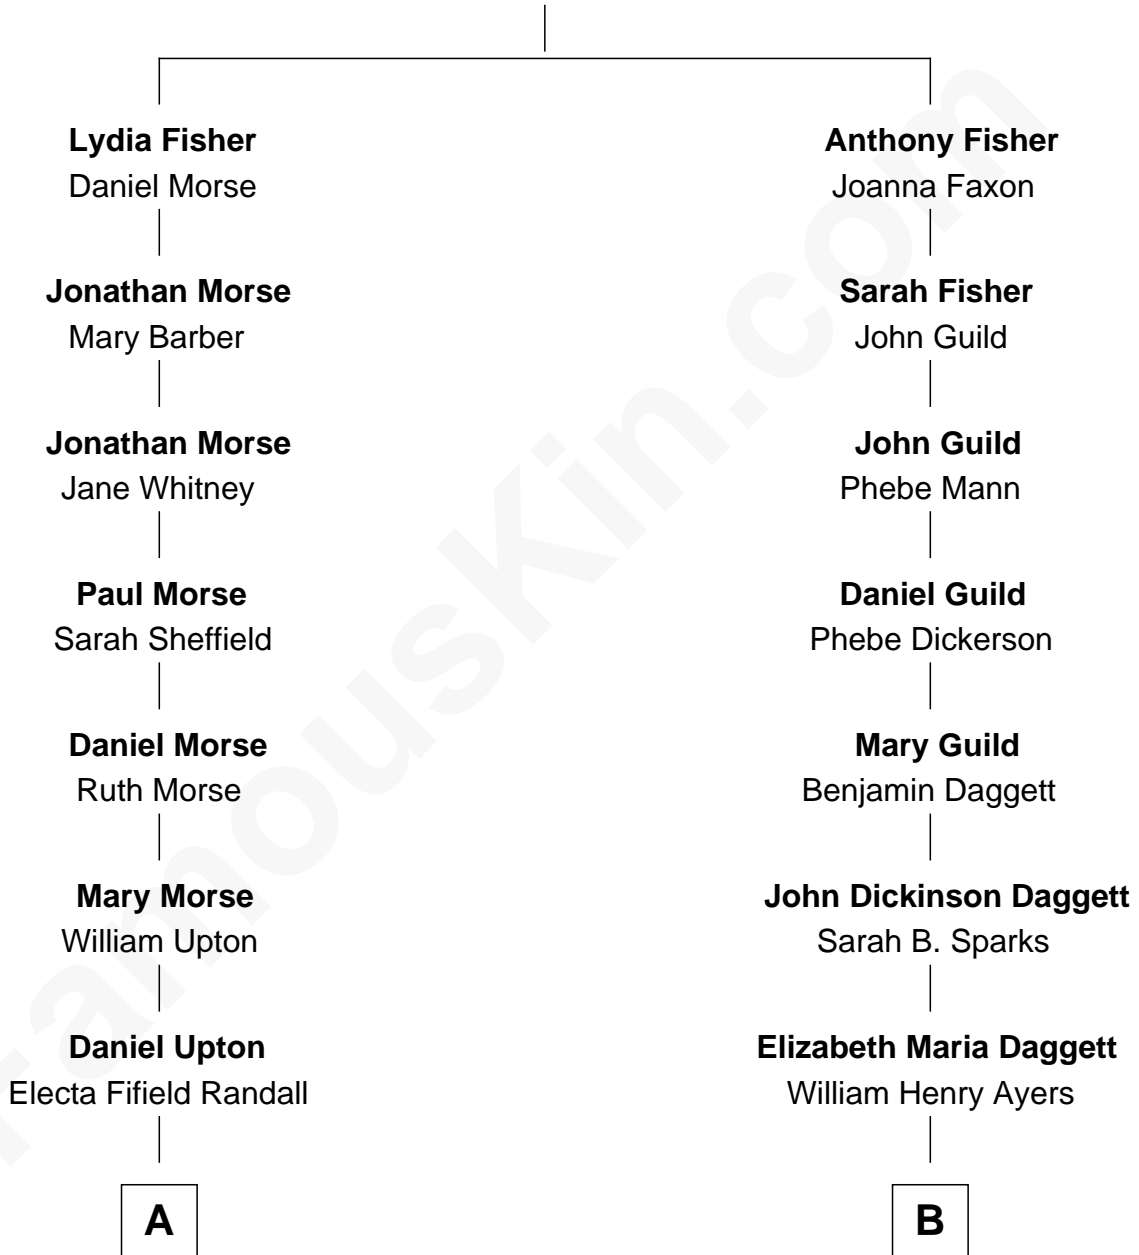 Lydia Fisher
Daniel Morse
Jonathan Morse
Mary Barber
Jonathan Morse
Jane Whitney
Paul Morse
Sarah Sheffield
Daniel Morse
Ruth Morse
Mary Morse
William Upton
Daniel Upton
Electa Fifield Randall
A
Anthony Fisher
Joanna Faxon
Sarah Fisher
John Guild
John Guild
Phebe Mann
Daniel Guild
Phebe Dickerson
Mary Guild
Benjamin Daggett
John Dickinson Daggett
Sarah B. Sparks
Elizabeth Maria Daggett
William Henry Ayers
B
FamousKin.com